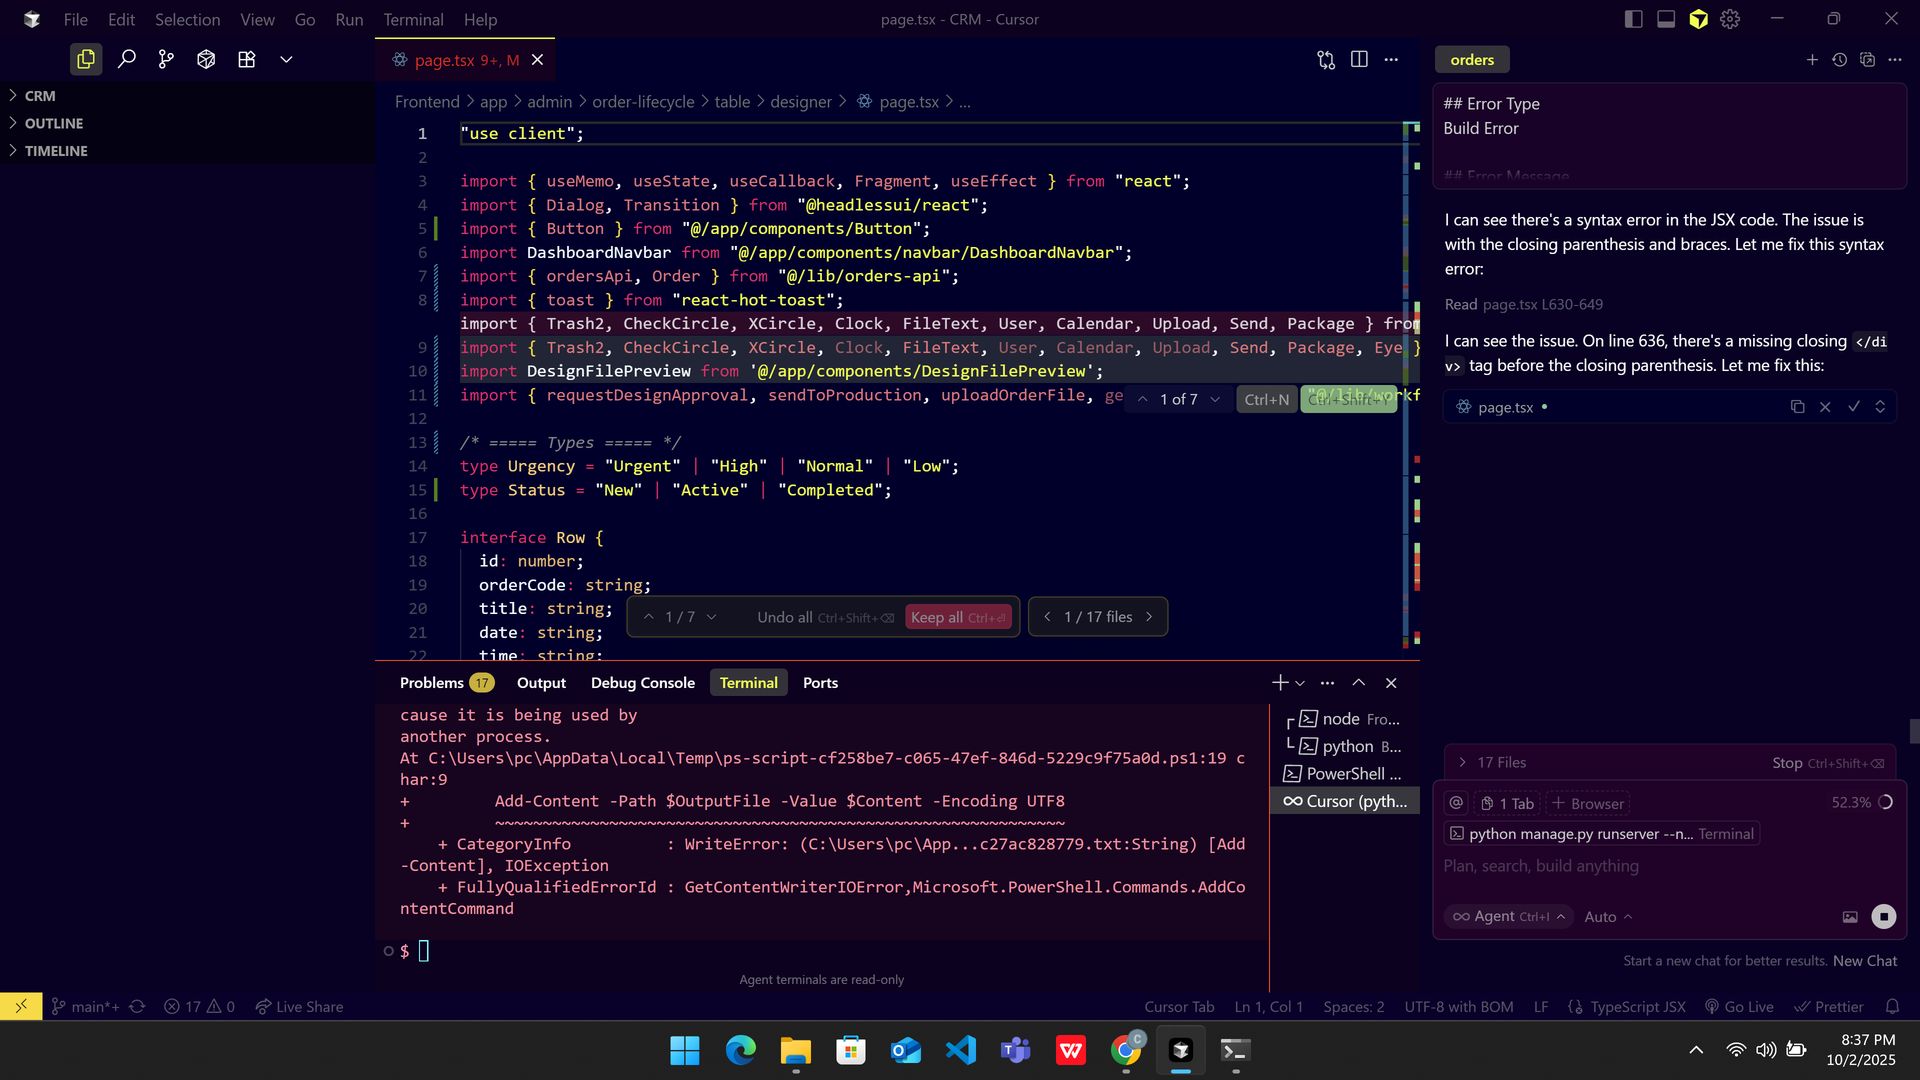 File Edit Selection View Go Run Terminal Help
page.tsx - CRM - Cursor
CRM
OUTLINE
TIMELINE
page.tsx 9+, M
Frontend > app > admin > order-lifecycle > table > designer > page.tsx > ...
1 "use client";
2
3 import { useMemo, useState, useCallback, Fragment, useEffect } from "react";
4 import { Dialog, Transition } from "@headlessui/react";
5 import { Button } from "@/app/components/Button";
6 import DashboardNavbar from "@/app/components/navbar/DashboardNavbar";
7 import { ordersApi, Order } from "@/lib/orders-api";
8 import { toast } from "react-hot-toast";
import { Trash2, CheckCircle, XCircle, Clock, FileText, User, Calendar, Upload, Send, Package } from
9 import { Trash2, CheckCircle, XCircle, Clock, FileText, User, Calendar, Upload, Send, Package, Eye }
10 import DesignFilePreview from '@/app/components/DesignFilePreview';
11 import { requestDesignApproval, sendToProduction, uploadOrderFile, ge
1 of 7 Ctrl+N Ctrl+Shift+Y
12
13 /* ===== Types ===== */
14 type Urgency = "Urgent" | "High" | "Normal" | "Low";
15 type Status = "New" | "Active" | "Completed";
16
17 interface Row {
18 id: number;
19 orderCode: string;
20 title: string;
21 date: string;
22 time: string;
1 / 7 Undo all Ctrl+Shift+⌫ Keep all Ctrl+⏎
1 / 17 files
Problems 17 Output Debug Console Terminal Ports
cause it is being used by
another process.
At C:\Users\pc\AppData\Local\Temp\ps-script-cf258be7-c065-47ef-846d-5229c9f75a0d.ps1:19 c
har:9
+         Add-Content -Path $OutputFile -Value $Content -Encoding UTF8
+         ~~~~~~~~~~~~~~~~~~~~~~~~~~~~~~~~~~~~~~~~~~~~~~~~~~~~~~~~~~~~
+ CategoryInfo          : WriteError: (C:\Users\pc\App...c27ac828779.txt:String) [Add
-Content], IOException
+ FullyQualifiedErrorId : GetContentWriterIOError,Microsoft.PowerShell.Commands.AddCo
ntentCommand
$
Agent terminals are read-only
node Fro...
python B...
PowerShell ...
Cursor (pyth...
orders
## Error Type
Build Error
## Error Message
I can see there's a syntax error in the JSX code. The issue is
with the closing parenthesis and braces. Let me fix this syntax
error:
Read page.tsx L630-649
I can see the issue. On line 636, there's a missing closing </di
v> tag before the closing parenthesis. Let me fix this:
page.tsx
17 Files Stop Ctrl+Shift+⌫
@ 1 Tab + Browser 52.3%
python manage.py runserver --n... Terminal
Plan, search, build anything
Agent Ctrl+I Auto
Start a new chat for better results. New Chat
main*+ 17 0 Live Share
Cursor Tab Ln 1, Col 1 Spaces: 2 UTF-8 with BOM LF TypeScript JSX Go Live Prettier
8:37 PM
10/2/2025